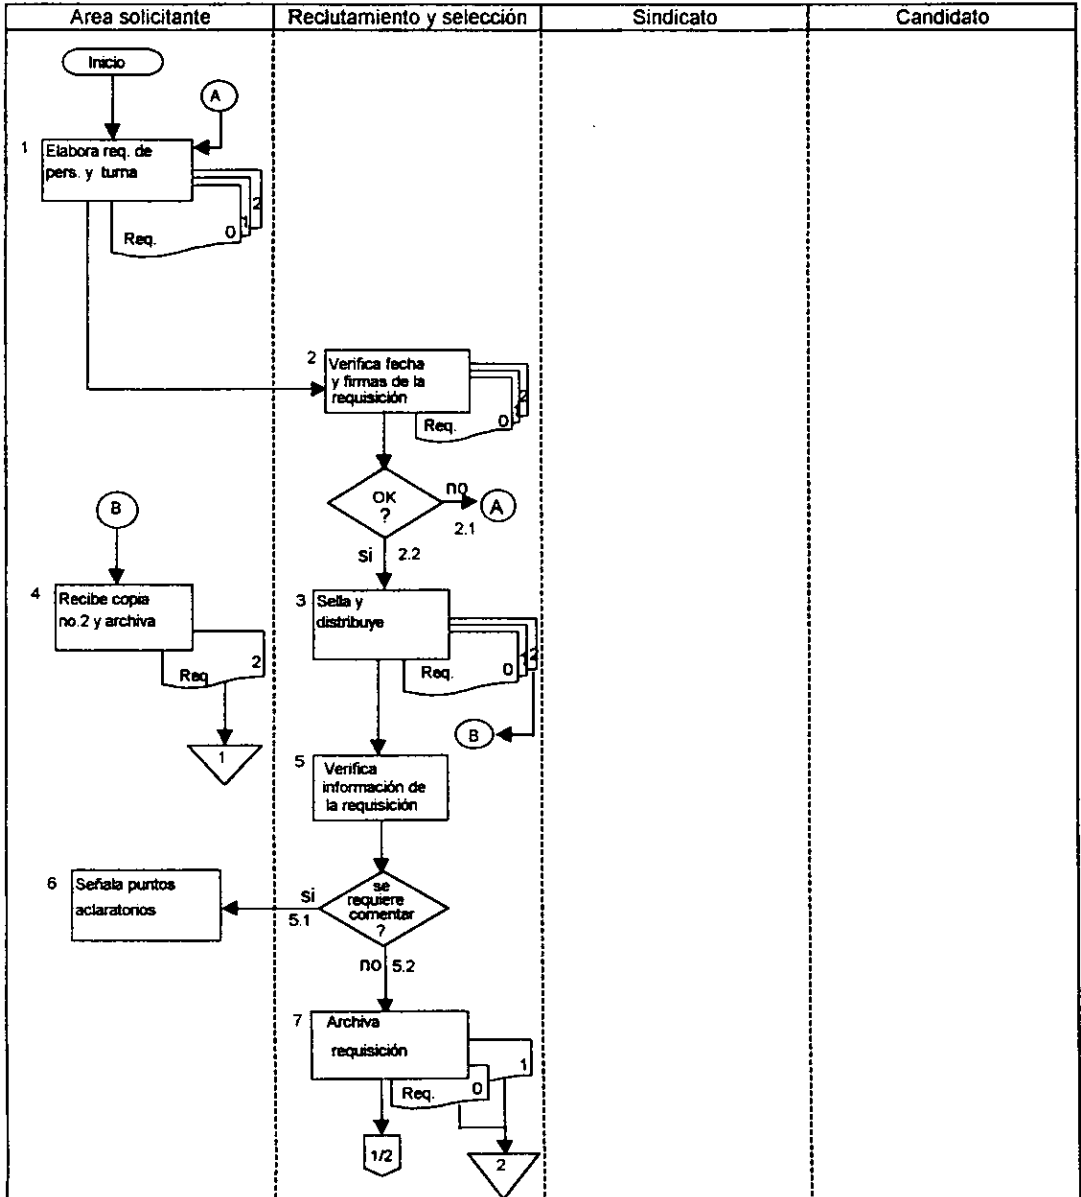 Area solicitante
Reclutamiento y selección
Sindicato
Candidato
Inicio
A
1
Elabora req. de
pers. y turna
Req.
0
1
2
2
Verifica fecha
y firmas de la
requisición
Req.
0
1
2
OK
?
no
A
2.1
si
2.2
B
4
Recibe copia
no.2 y archiva
Req
2
1
3
Sella y
distribuye
Req.
0
1
2
B
5
Verifica
información de
la requisición
6
Señala puntos
aclaratorios
si
5.1
se
requiere
comentar
?
no
5.2
7
Archiva
requisición
Req.
0
1
1/2
2